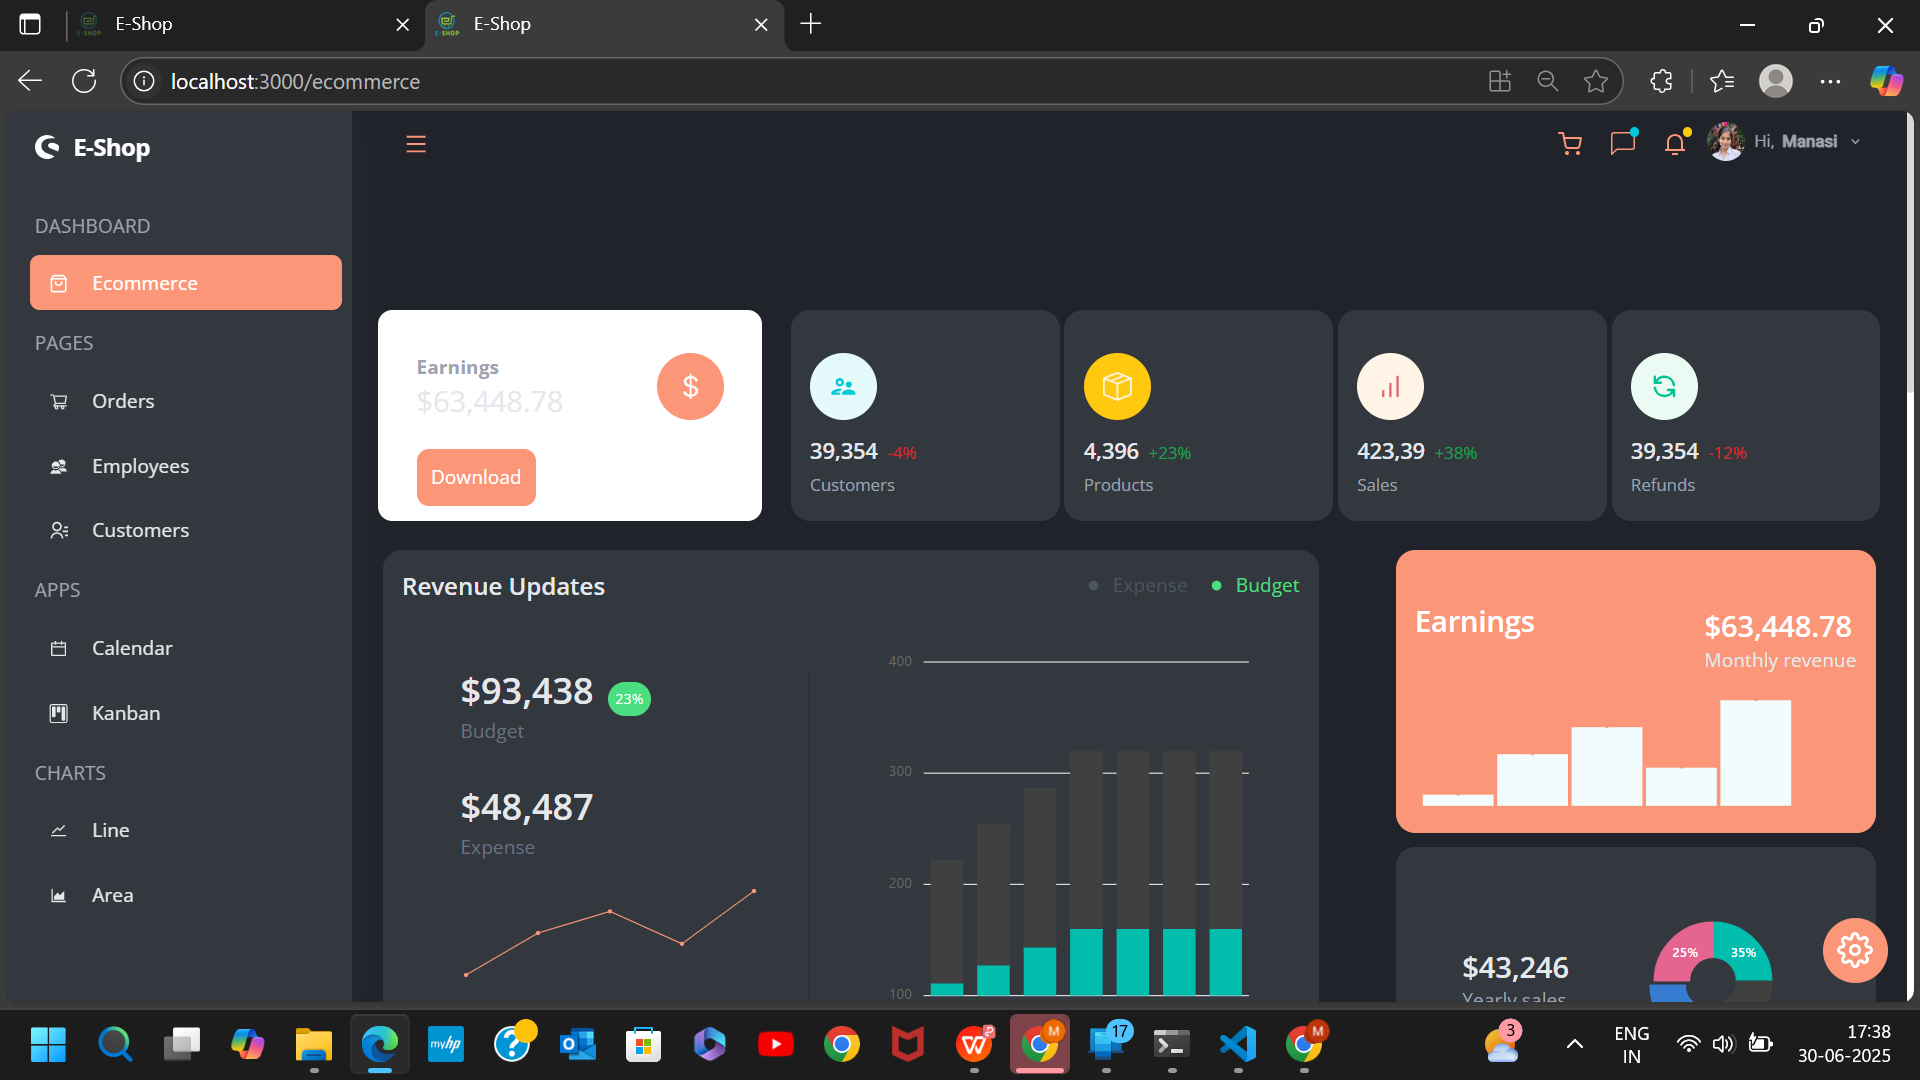 E-Shop
E-Shop
localhost:3000/ecommerce
E-Shop
Hi, Manasi
DASHBOARD
Ecommerce
PAGES
Orders
Employees
Customers
APPS
Calendar
Kanban
CHARTS
Line
Area
Earnings
$63,448.78
$
Download
39,354 -4%
Customers
4,396 +23%
Products
423,39 +38%
Sales
39,354 -12%
Refunds
Revenue Updates
Expense
Budget
$93,438 23%
Budget
$48,487
Expense
400
300
200
100
Earnings
$63,448.78
Monthly revenue
$43,246
Yearly sales
25%
35%
myhp
?
17
M
M
3
ENG
IN
17:38
30-06-2025